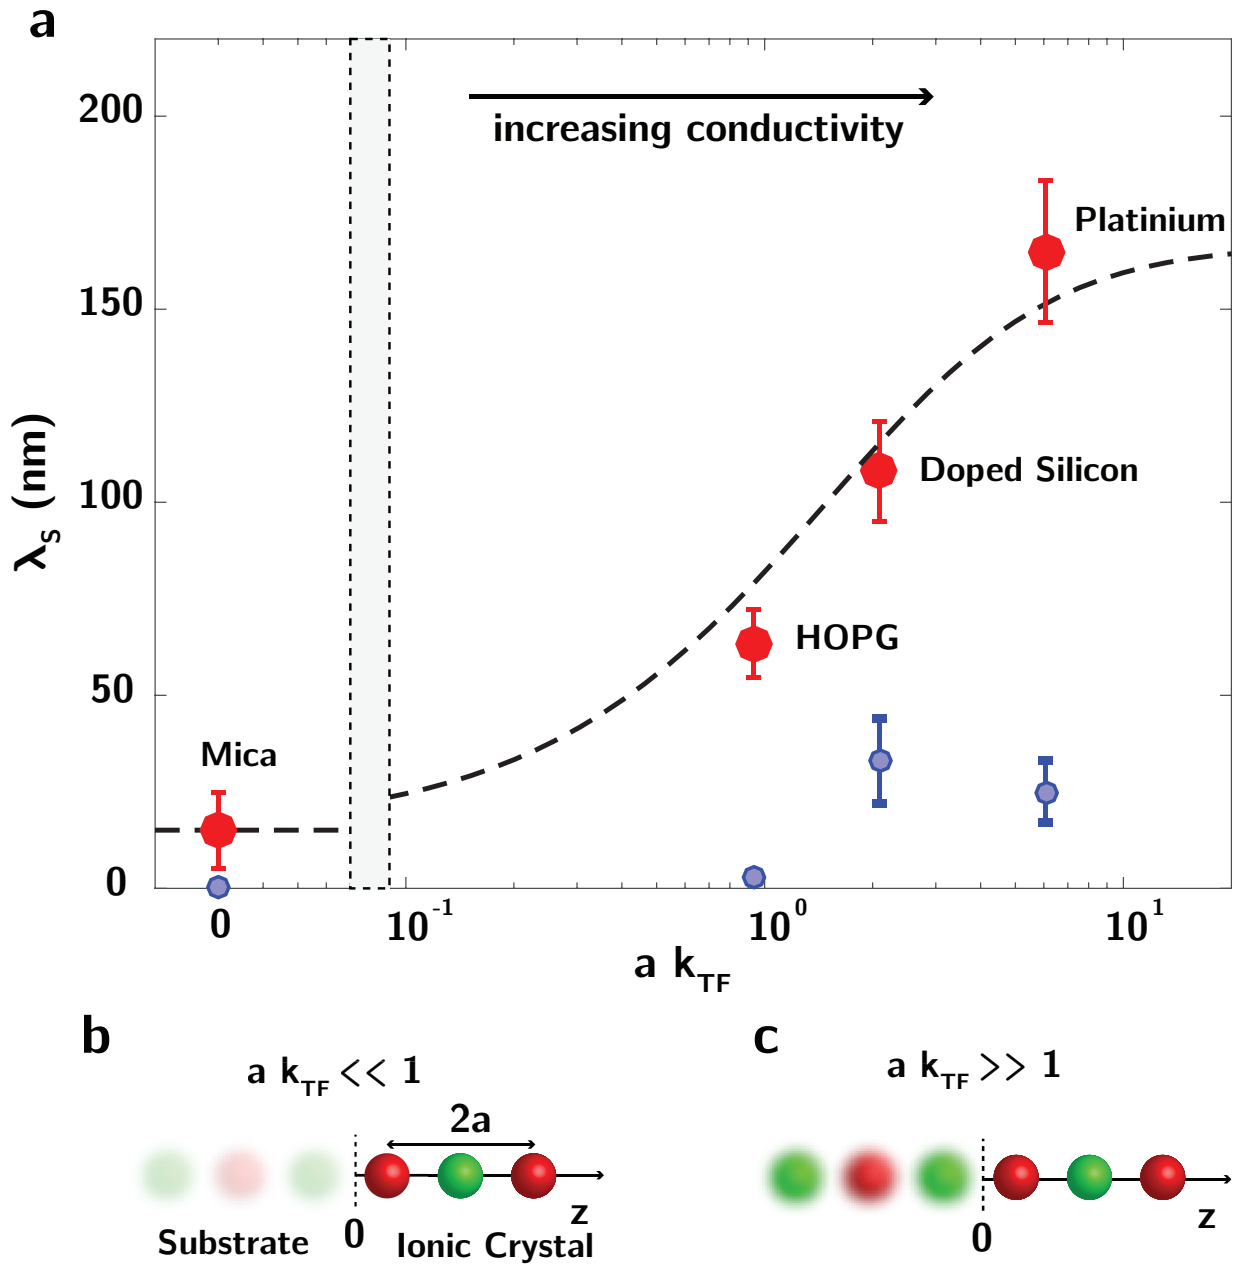 a
200
increasing conductivity
Platinium
150
λS (nm)
100
Doped Silicon
HOPG
50
Mica
0
0
10-1
100
101
a kTF
b
c
a kTF << 1
a kTF >> 1
2a
z
z
0
0
Substrate
Ionic Crystal